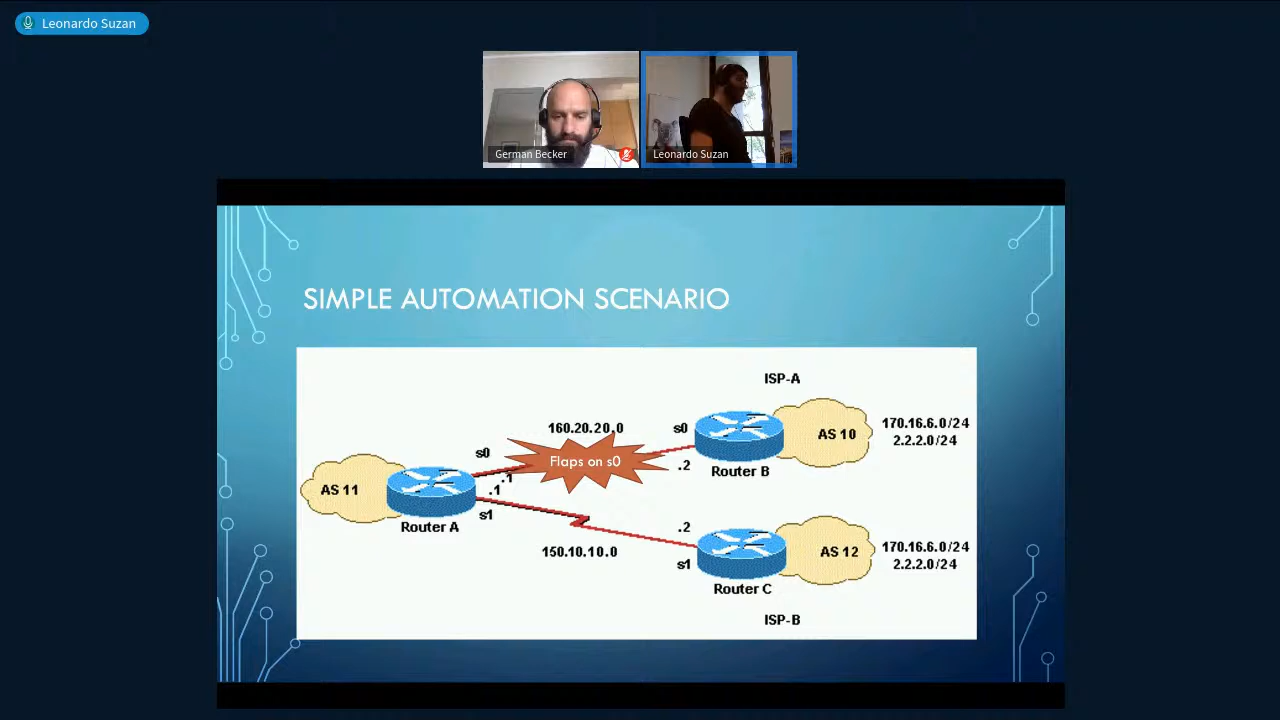 Leonardo Suzan
German Becker
Leonardo Suzan
SIMPLE AUTOMATION SCENARIO
ISP-A
160.20.20.0
s0
AS 10
170.16.6.0/24
2.2.2.0/24
s0
Flaps on s0
.2
Router B
.1
AS 11
.1
Router A
s1
.2
150.10.10.0
s1
AS 12
170.16.6.0/24
2.2.2.0/24
Router C
ISP-B